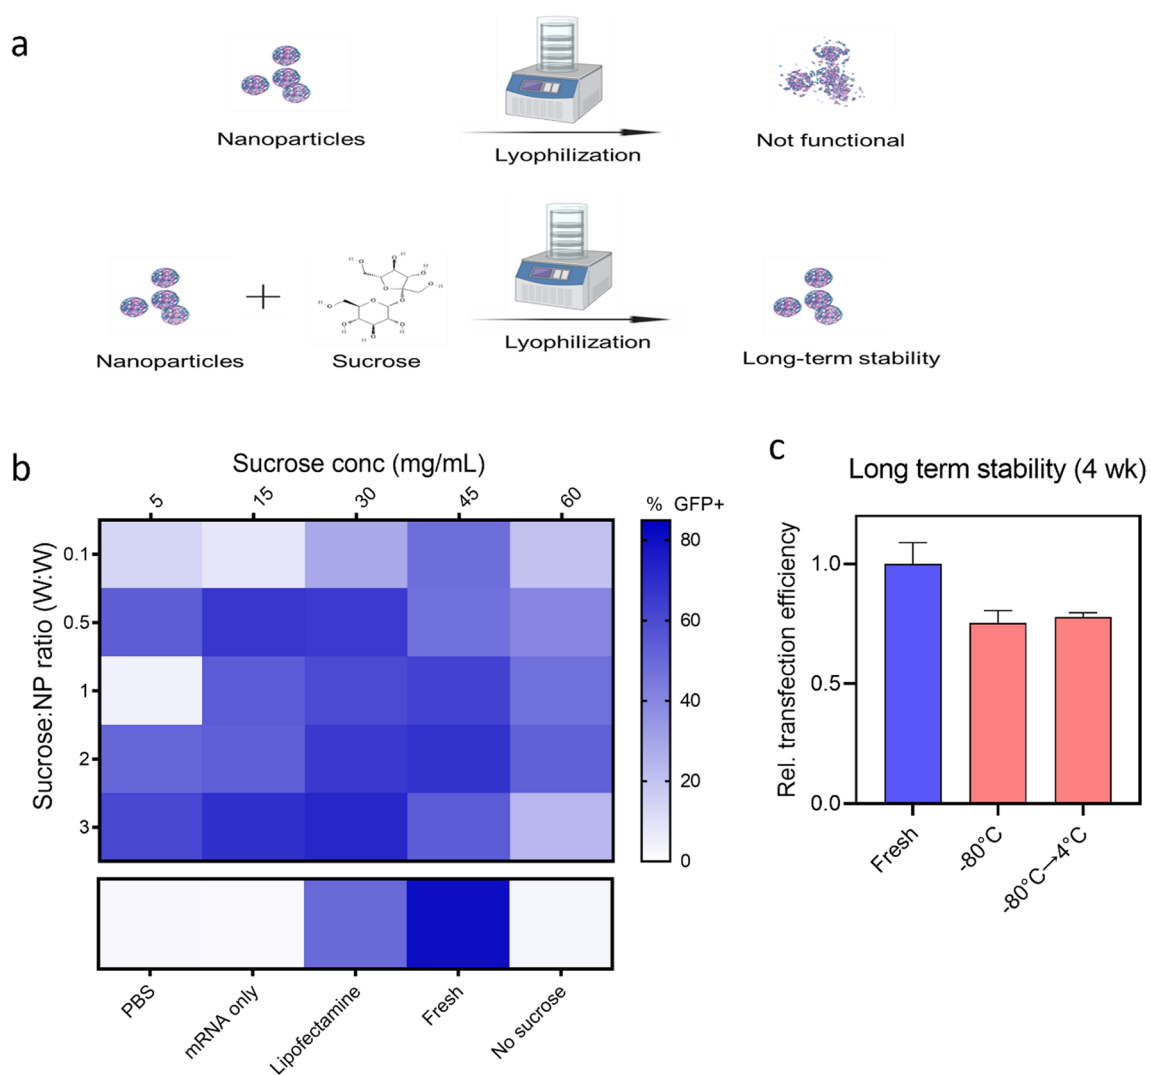 a
Nanoparticles
Lyophilization
Not functional
Nanoparticles
+
Sucrose
Lyophilization
Long-term stability
b
Sucrose conc (mg/mL)
5 15 30 45 60
% GFP+
Sucrose:NP ratio (W:W)
0.1
0.5
1
2
3
80
60
40
20
0
PBS
mRNA only
Lipofectamine
Fresh
No sucrose
c
Long term stability (4 wk)
Rel. transfection efficiency
1.0
0.5
0.0
Fresh
-80°C
-80°C→4°C